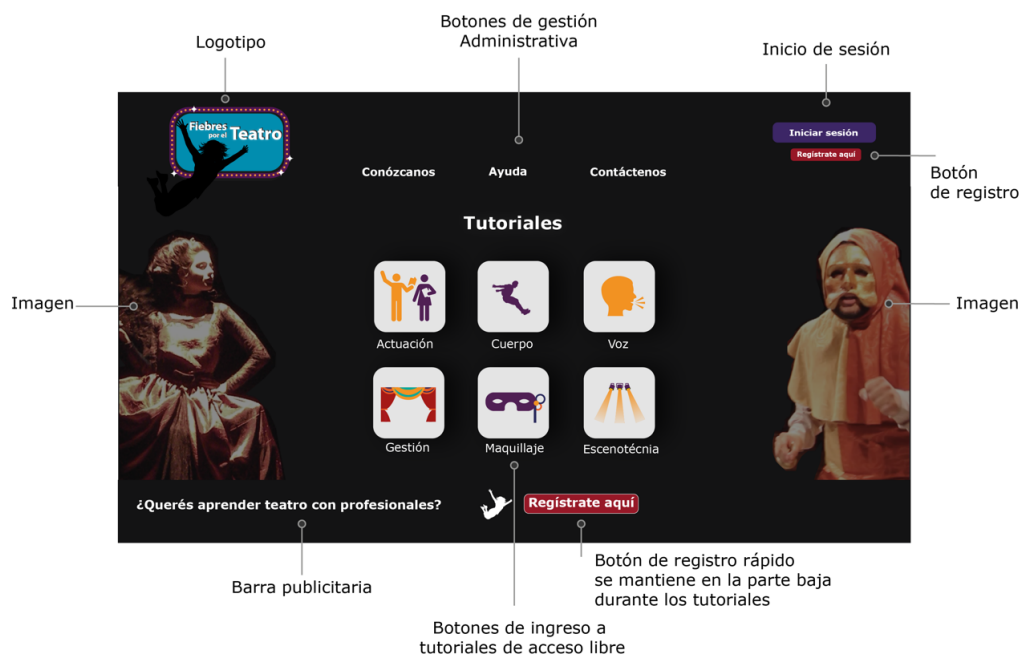 Botones de gestión
Administrativa
Logotipo
Inicio de sesión
Fiebres
por el
Teatro
Iniciar sesión
Regístrate aquí
Botón
de registro
Conózcanos
Ayuda
Contáctenos
Tutoriales
Imagen
Imagen
Actuación
Cuerpo
Voz
Gestión
Maquillaje
Escenotécnia
¿Querés aprender teatro con profesionales?
Regístrate aquí
Barra publicitaria
Botón de registro rápido
se mantiene en la parte baja
durante los tutoriales
Botones de ingreso a
tutoriales de acceso libre